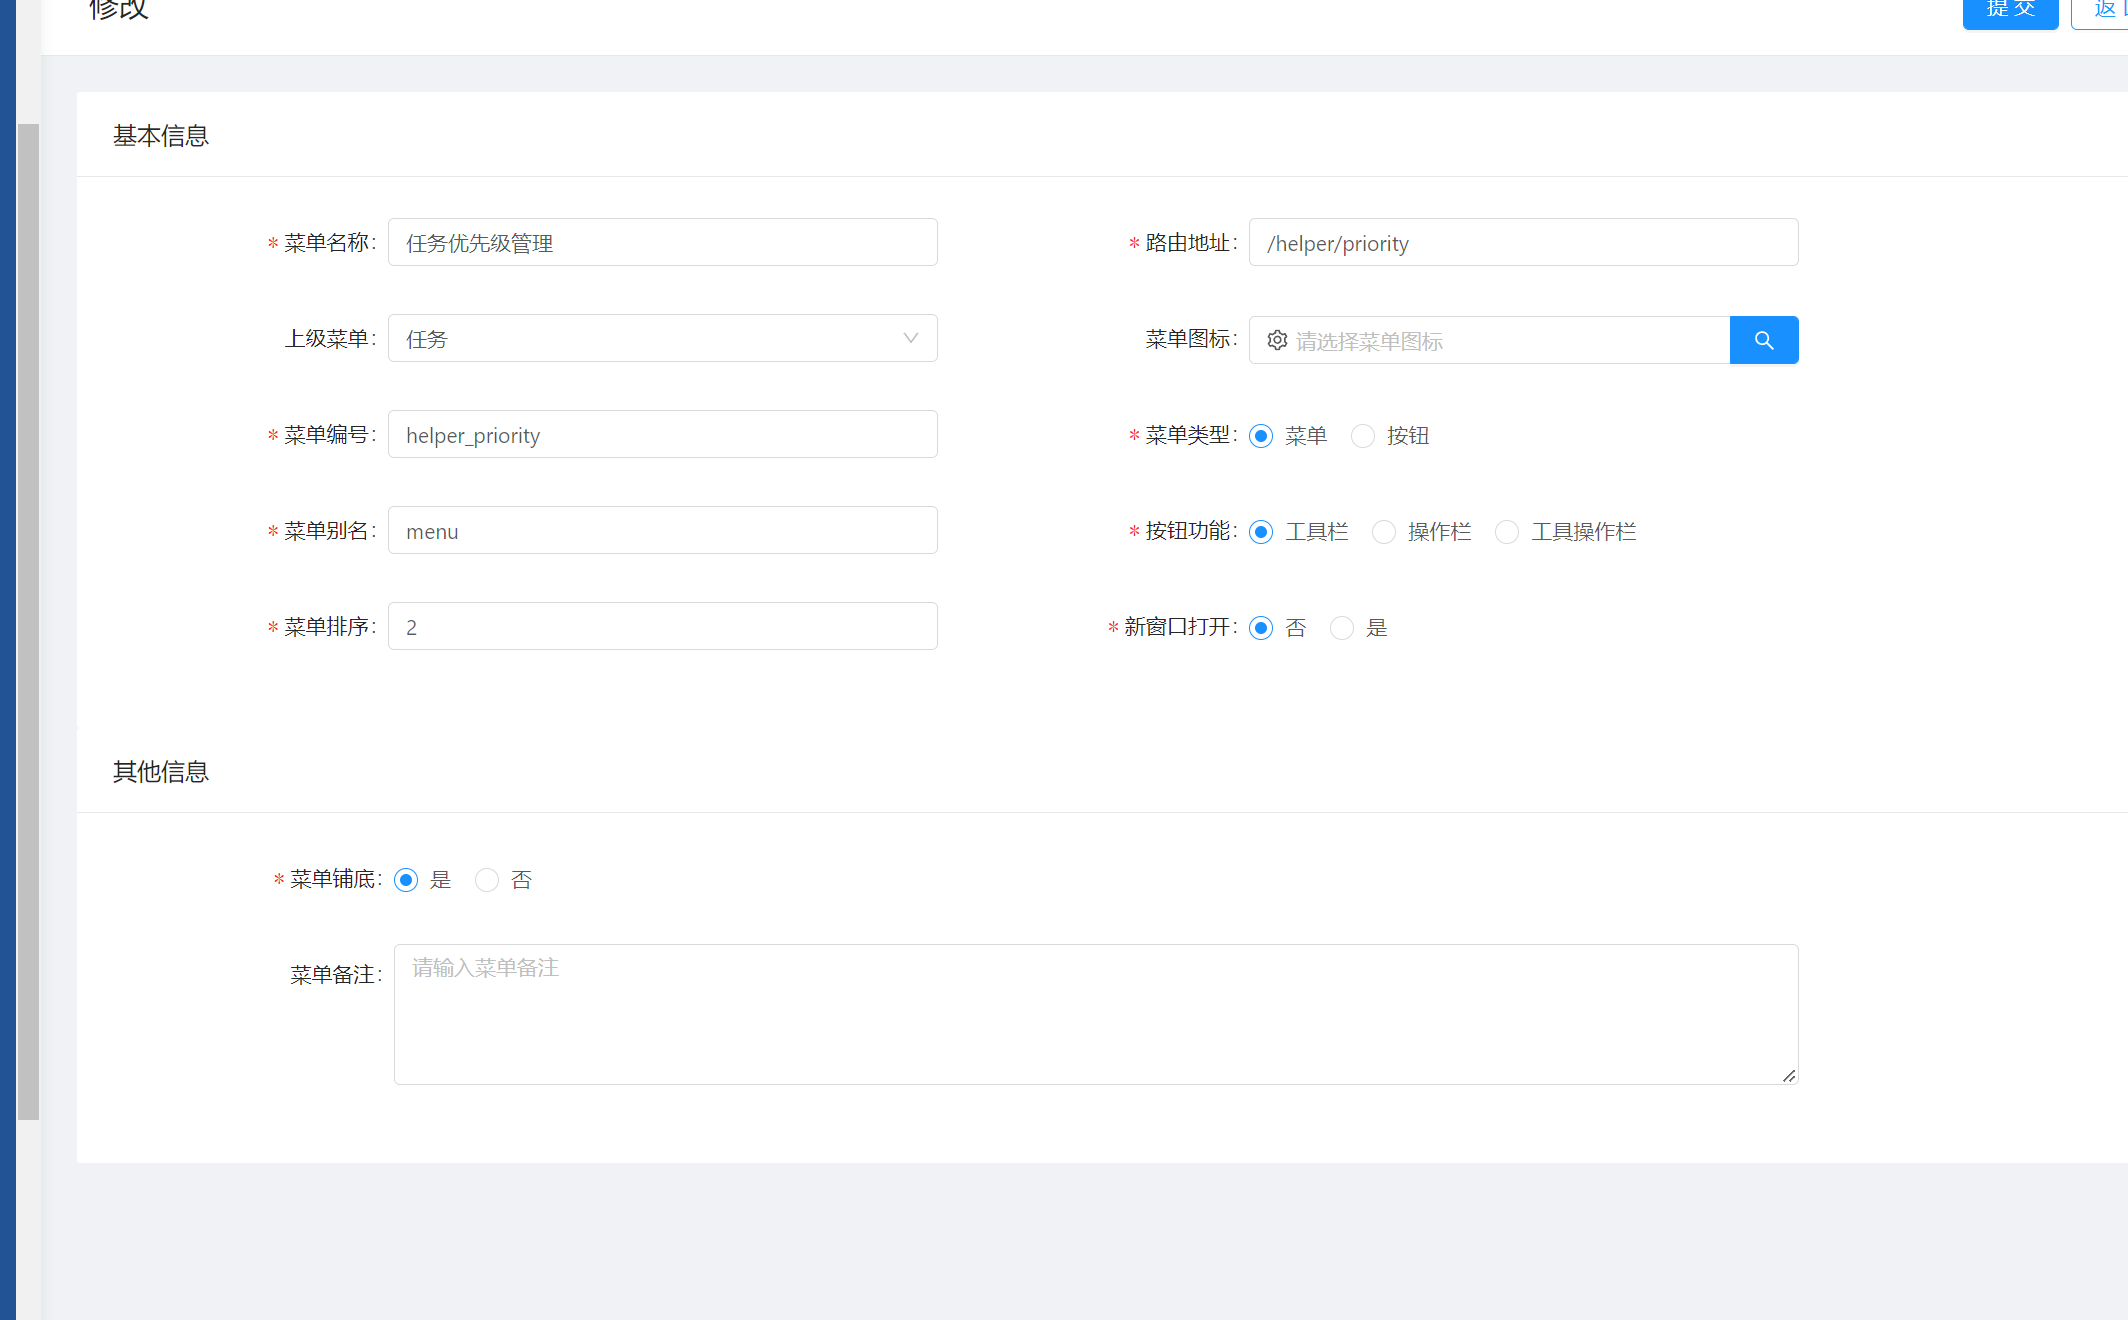 修改
提 交
返
基本信息
* 菜单名称: 任务优先级管理
* 路由地址: /helper/priority
上级菜单: 任务
菜单图标: 请选择菜单图标
* 菜单编号: helper_priority
* 菜单类型: 菜单 按钮
* 菜单别名: menu
* 按钮功能: 工具栏 操作栏 工具操作栏
* 菜单排序: 2
* 新窗口打开: 否 是
其他信息
* 菜单铺底: 是 否
菜单备注: 请输入菜单备注